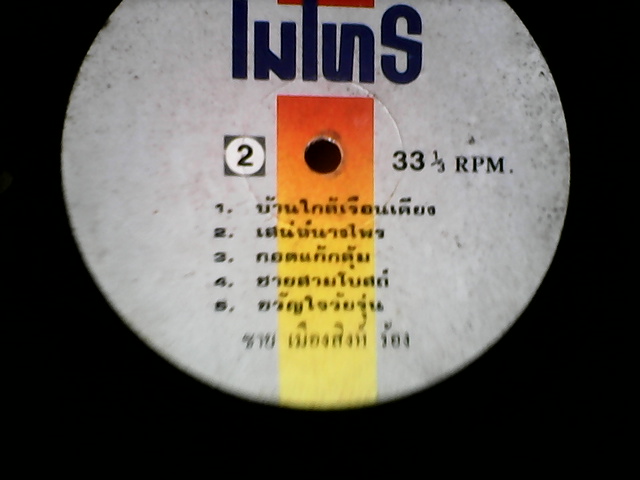 ไมโทร
2
33 1/3 RPM.
1. บ้านใกล้เรือนเคียง
2. เสน่ห์นางไพร
3. กอดแก้กลุ้ม
4. ชายสามโบสถ์
5. ขวัญใจวัยรุ่น
ชาย เมืองสิงห์ ร้อง